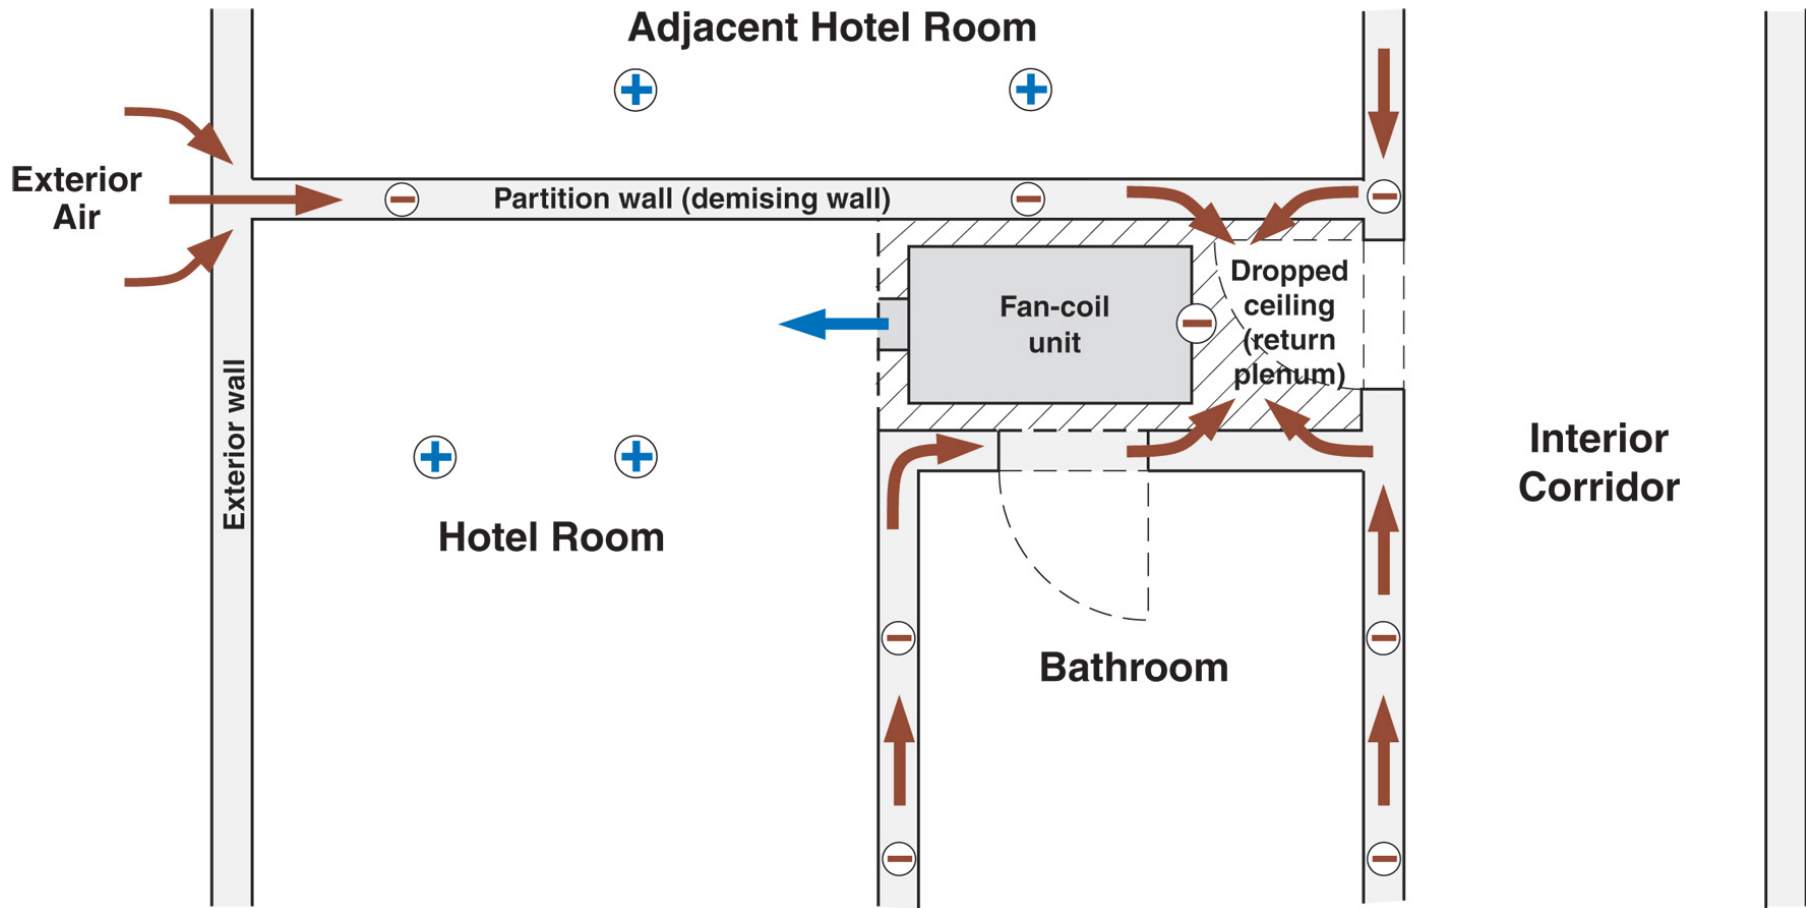 Adjacent Hotel Room
Exterior
Air
Partition wall (demising wall)
Fan-coil
unit
Dropped
ceiling
(return
plenum)
Exterior wall
Hotel Room
Interior
Corridor
Bathroom